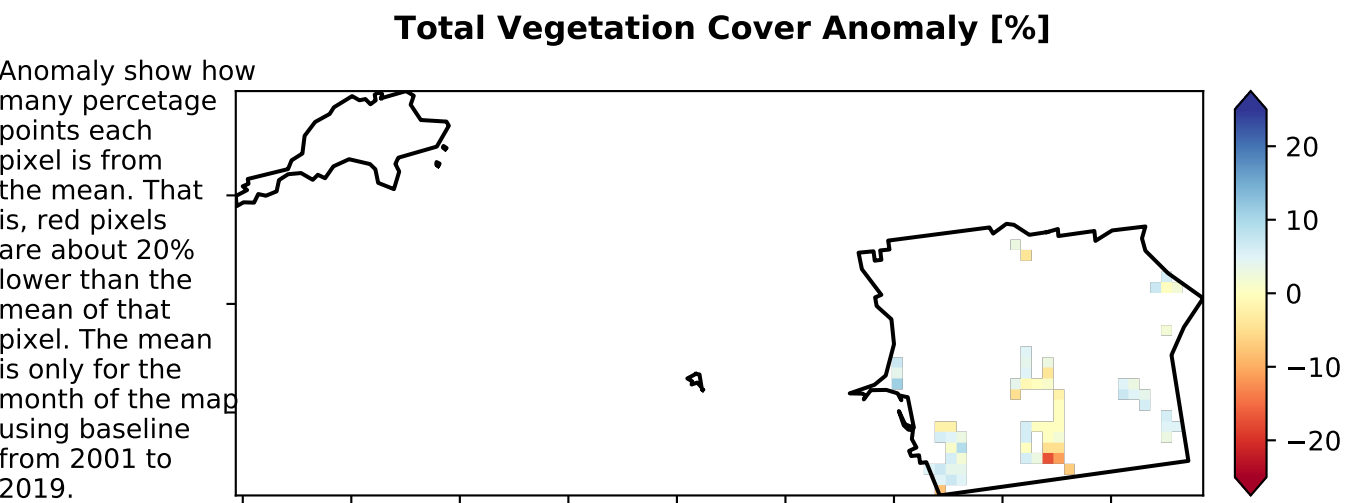 Total Vegetation Cover Anomaly [%]
Anomaly show how
many percetage
points each
pixel is from
the mean. That
is, red pixels
are about 20%
lower than the
mean of that
pixel. The mean
is only for the
month of the map
using baseline
from 2001 to
2019.
20
10
0
−10
−20